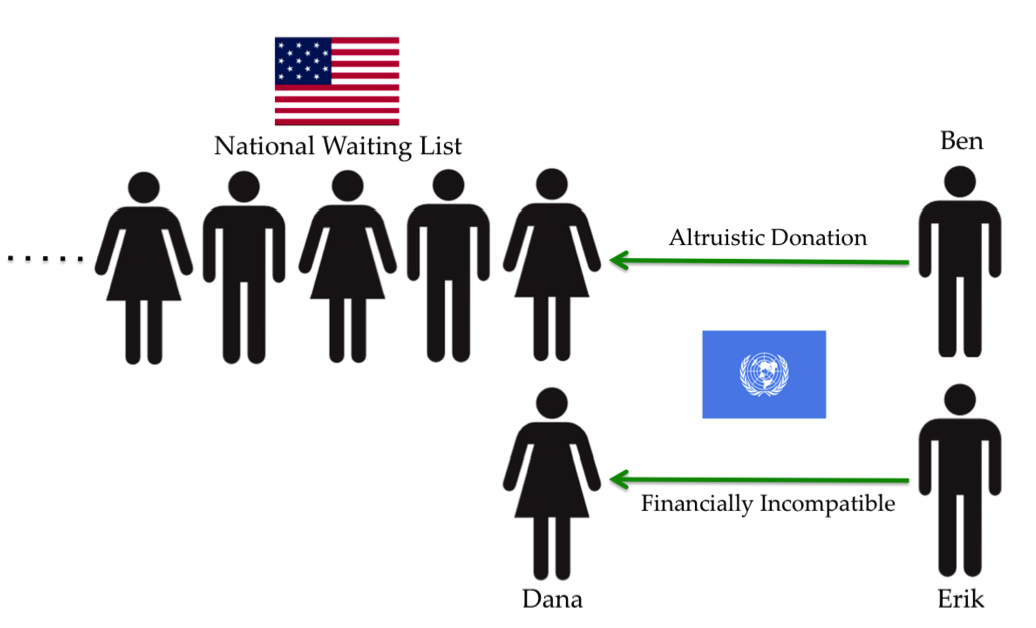 National Waiting List
Ben
Altruistic Donation
Financially Incompatible
Dana
Erik